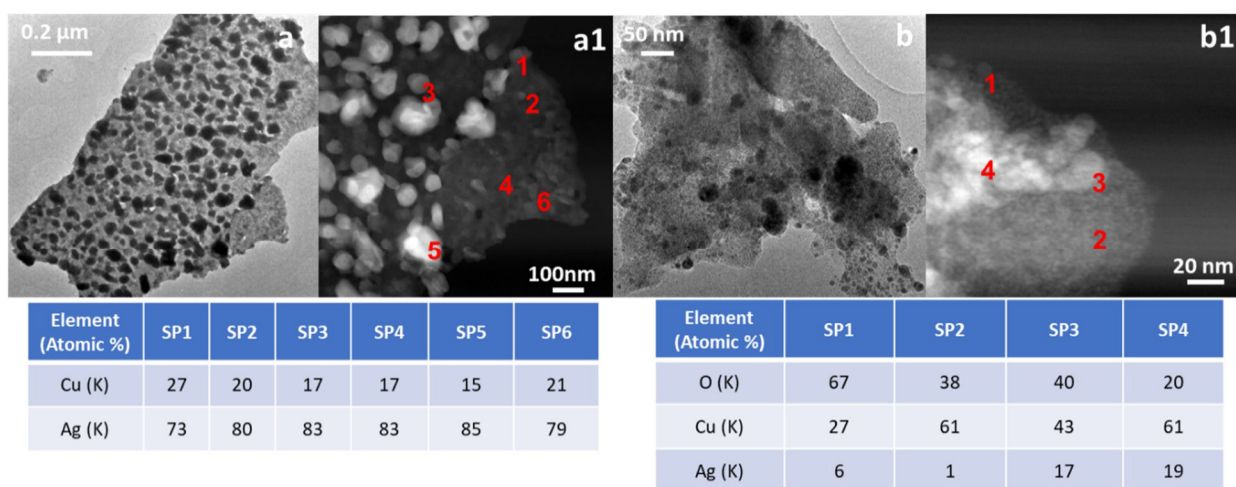 0.2 µm
a
a1
1
2
3
4
5
6
100nm
50 nm
b
b1
1
2
3
4
20 nm
Element (Atomic %) SP1 SP2 SP3 SP4 SP5 SP6
Cu (K) 27 20 17 17 15 21
Ag (K) 73 80 83 83 85 79
Element (Atomic %) SP1 SP2 SP3 SP4
O (K) 67 38 40 20
Cu (K) 27 61 43 61
Ag (K) 6 1 17 19